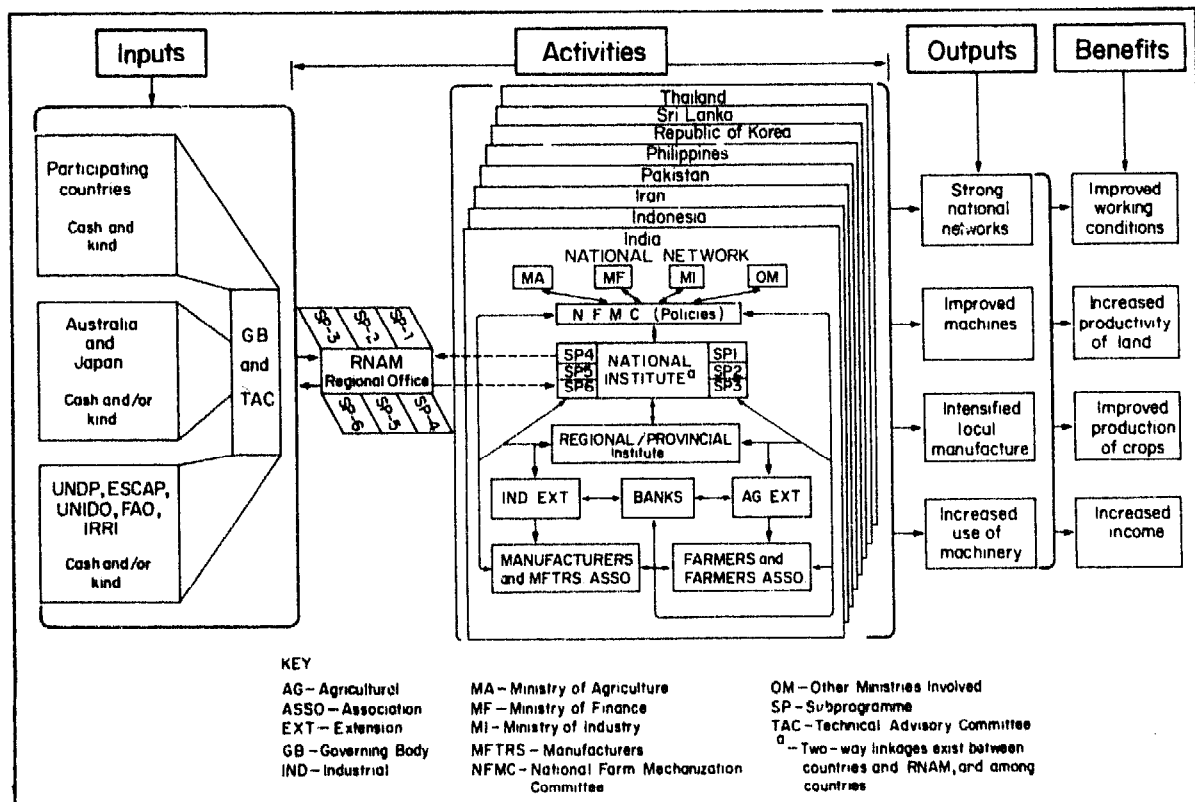 Inputs
Activities
Outputs
Benefits
Participating
countries
Cash and
kind
Australia
and
Japan
Cash and/or
kind
UNDP, ESCAP,
UNIDO, FAO,
IRRI
Cash and/or
kind
GB
and
TAC
SP-3
SP-2
SP-1
RNAM
Regional Office
SP-6
SP-5
SP-4
Thailand
Sri Lanka
Republic of Korea
Philippines
Pakistan
Iran
Indonesia
India
NATIONAL NETWORK
MA
MF
MI
OM
NFMC (Policies)
SP4
SP5
SP6
NATIONAL
INSTITUTE a
SP1
SP2
SP3
REGIONAL/PROVINCIAL
Institute
IND EXT
BANKS
AG EXT
MANUFACTURERS
and MFTRS. ASSO
FARMERS and
FARMERS ASSO.
Strong
national
networks
Improved
machines
Intensified
local
manufacture
Increased
use of
machinery
Improved
working
conditions
Increased
productivity
of land
Improved
production
of crops
Increased
income
KEY
AG – Agricultural
ASSO – Association
EXT – Extension
GB – Governing Body
IND – Industrial
MA – Ministry of Agriculture
MF – Ministry of Finance
MI – Ministry of Industry
MFTRS – Manufacturers
NFMC – National Farm Mechanization
Committee
OM – Other Ministries Involved
SP – Subprogramme
TAC – Technical Advisory Committee
a – Two-way linkages exist between
countries and RNAM, and among
countries